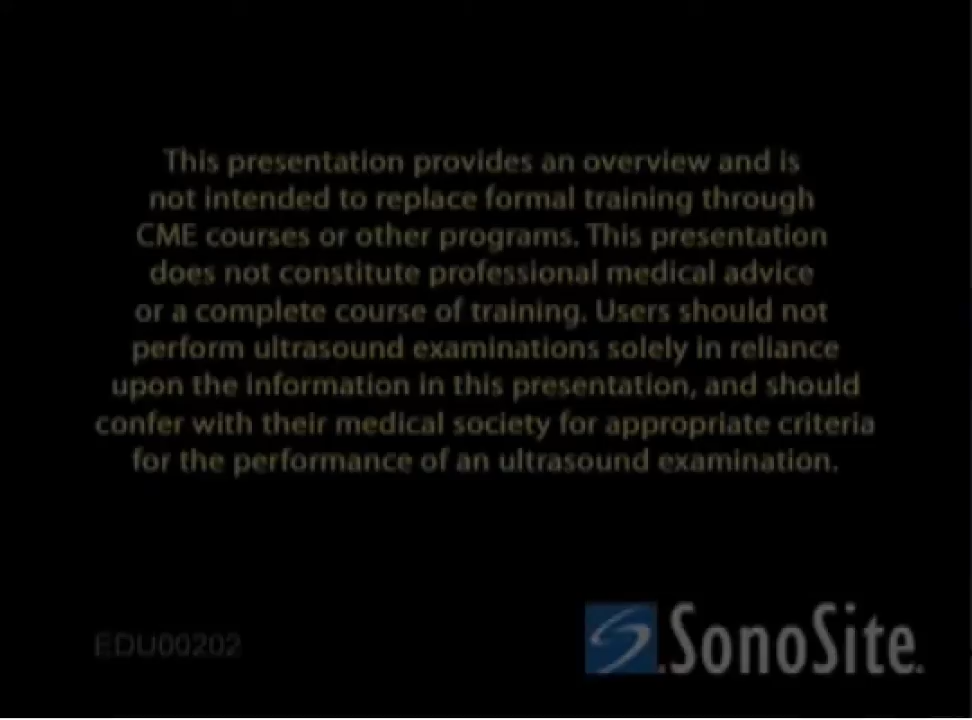 This presentation provides an overview and is
not intended to replace formal training through
CME courses or other programs. This presentation
does not constitute professional medical advice
or a complete course of training. Users should not
perform ultrasound examinations solely in reliance
upon the information in this presentation, and should
confer with their medical society for appropriate criteria
for the performance of an ultrasound examination.
EDU00202
SonoSite.